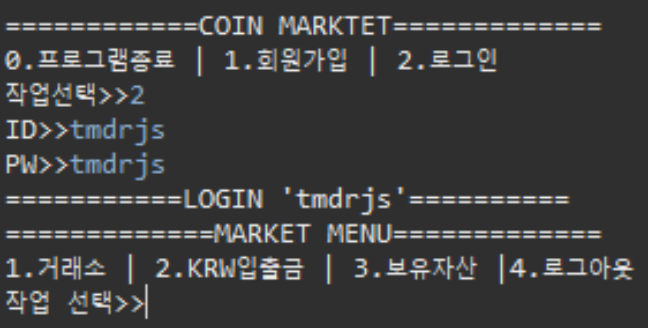 ============COIN MARKTET=============
0.프로그램종료 | 1.회원가입 | 2.로그인
작업선택>>2
ID>>tmdrjs
PW>>tmdrjs
===========LOGIN 'tmdrjs'==========
=============MARKET MENU=============
1.거래소 | 2.KRW입출금 | 3.보유자산 |4.로그아웃
작업 선택>>